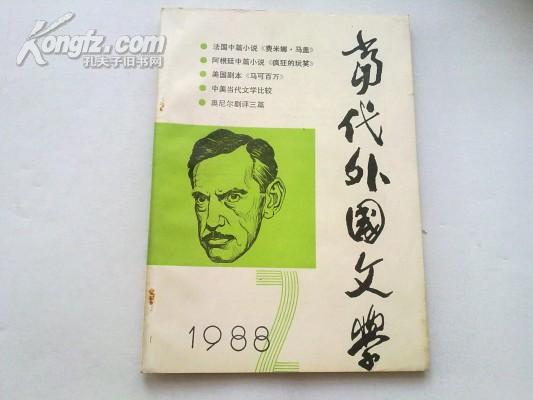 Kongfz.com
孔夫子旧书网
法国中篇小说《费米娜·马盖》
阿根廷中篇小说《疯狂的玩笑》
美国剧本《马可百万》
中美当代文学比较
奥尼尔剧评三篇
当代外國文學
1988
2